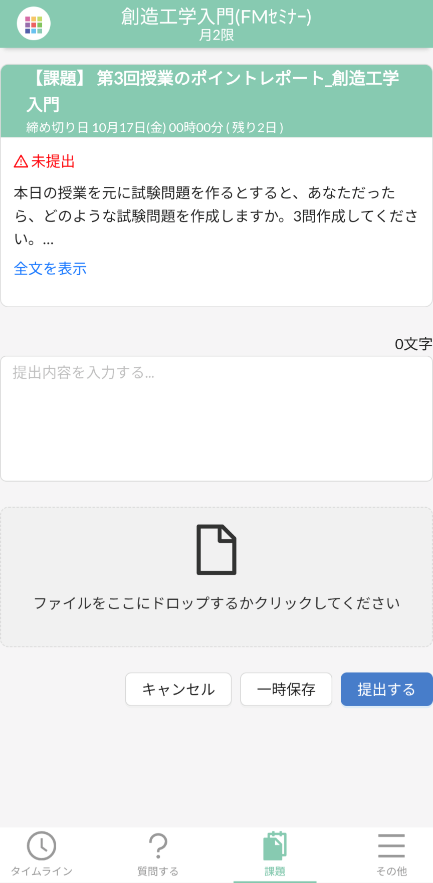 創造工学入門(FMｾﾐﾅｰ)
月2限
【課題】 第3回授業のポイントレポート_創造工学
入門
締め切り日 10月17日(金) 00時00分 ( 残り2日 )
未提出
本日の授業を元に試験問題を作るとすると、あなただった
ら、どのような試験問題を作成しますか。3問作成してくださ
い。...
全文を表示
0文字
提出内容を入力する...
ファイルをここにドロップするかクリックしてください
キャンセル 一時保存 提出する
タイムライン 質問する 課題 その他